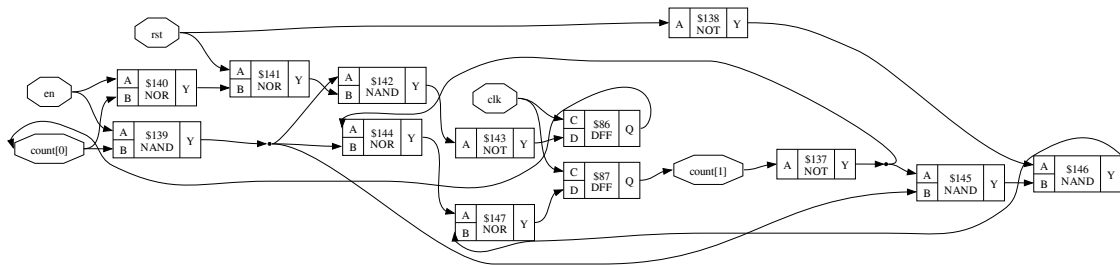 rst
A $138 NOT Y
en
A B $140 NOR Y
A B $141 NOR Y
A B $142 NAND Y
clk
C D $86 DFF Q
count[0]
A B $139 NAND Y
A B $144 NOR Y
A $143 NOT Y
C D $87 DFF Q
count[1]
A $137 NOT Y
A B $145 NAND Y
A B $146 NAND Y
A B $147 NOR Y